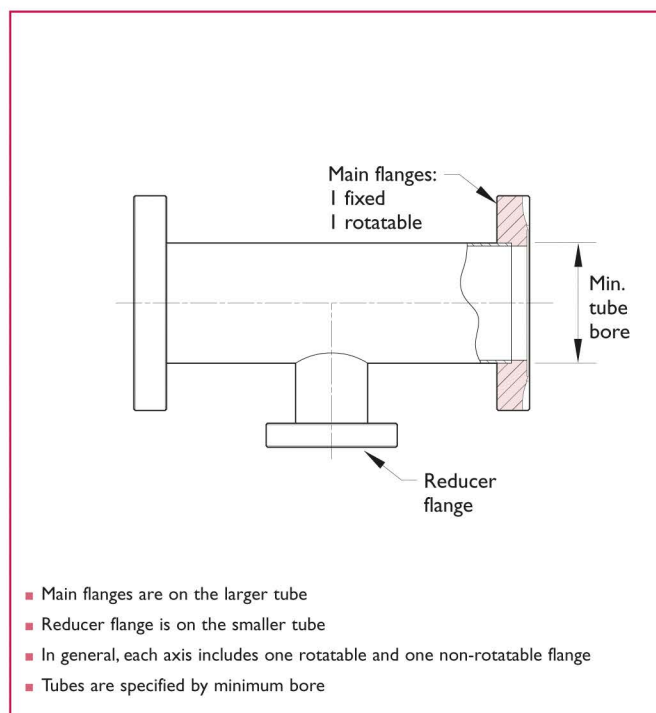 Main flanges:
1 fixed
1 rotatable
Min.
tube
bore
Reducer
flange
■ Main flanges are on the larger tube
■ Reducer flange is on the smaller tube
■ In general, each axis includes one rotatable and one non-rotatable flange
■ Tubes are specified by minimum bore